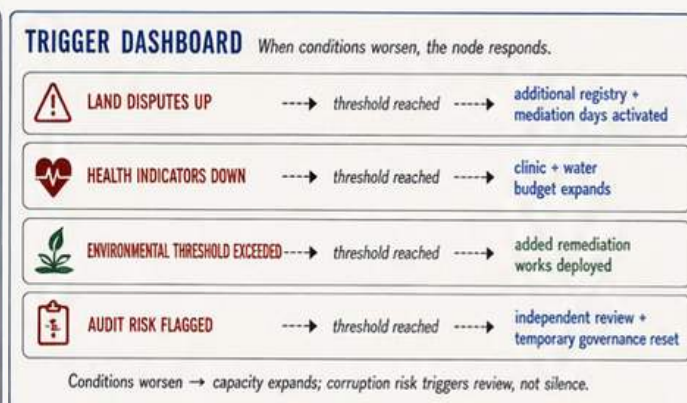 TRIGGER DASHBOARD When conditions worsen, the node responds.
LAND DISPUTES UP threshold reached additional registry +
mediation days activated
HEALTH INDICATORS DOWN threshold reached clinic + water
budget expands
ENVIRONMENTAL THRESHOLD EXCEEDED threshold reached added remediation
works deployed
AUDIT RISK FLAGGED threshold reached independent review +
temporary governance reset
Conditions worsen → capacity expands; corruption risk triggers review, not silence.